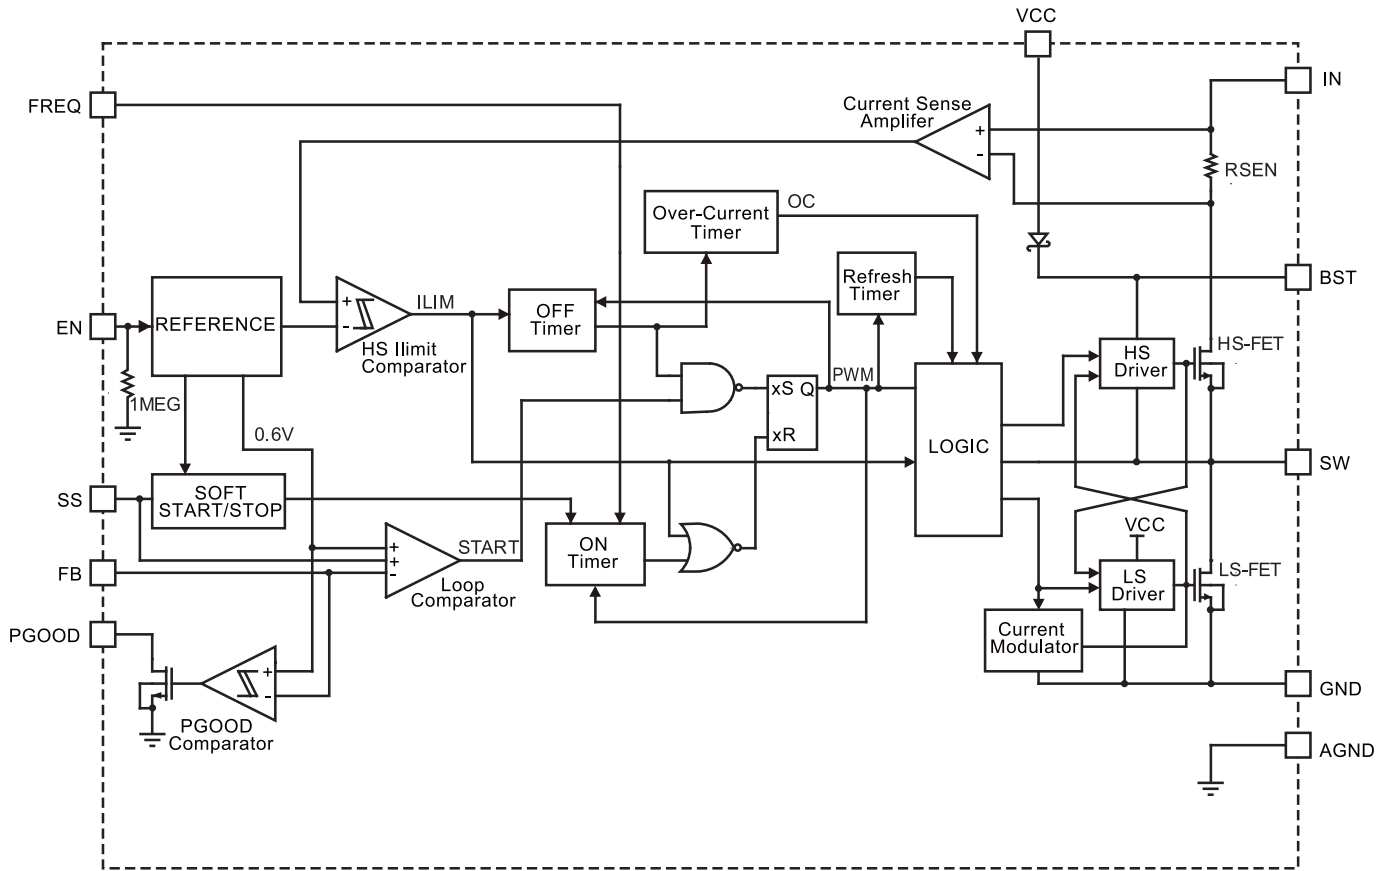 VCC
IN
FREQ
Current Sense
Amplifer
+
-
RSEN
Over-Current
Timer
OC
Refresh
Timer
BST
EN
REFERENCE
+
-
ILIM
HS Ilimit
Comparator
OFF
Timer
HS
Driver
HS-FET
1MEG
0.6V
xS Q
xR
PWM
LOGIC
SW
SS
SOFT
START/STOP
VCC
FB
+
+
-
START
Loop
Comparator
ON
Timer
LS
Driver
LS-FET
PGOOD
+
-
PGOOD
Comparator
Current
Modulator
GND
AGND